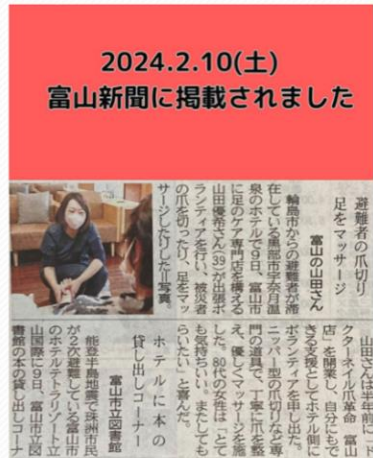 2024.2.10(土)
富山新聞に掲載されました
避難者の爪切り
足をマッサージ
富山の山田さん
輪島市からの避難者が滞
在している黒部市宇奈月温
泉のホテルで9日、富山市
に足のケア専門店を構える
山田優希さん(39)が出張ボ
ランティアを行い、被災者
の爪を切ったり、足をマッ
サージしたりした=写真。
山田さんは半年前に「ド
クターネイル爪革命 富山
店」を開業し、自分にもで
きる支援としてホテル側に
ボランティアを申し出た。
ニッパー型の爪切りなど専
門の道具で、丁寧に爪を整
え、優しくマッサージを施
した。80代の女性は「とて
も気持ちいい。またしても
らいたい」と喜んだ。
ホテルに本の
貸し出しコーナー
富山市立図書館
能登半島地震で珠洲市民
が2次避難している富山市
のホテルテトラリゾート立
山国際に9日、富山市立図
書館の本の貸し出しコーナ